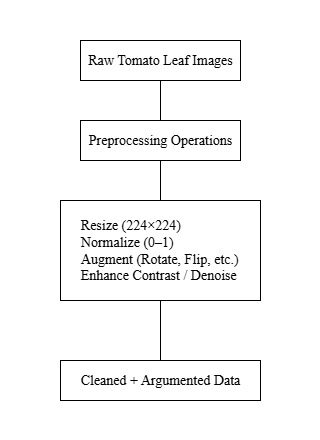 Raw Tomato Leaf Images
Preprocessing Operations
Resize (224×224)
Normalize (0–1)
Augment (Rotate, Flip, etc.)
Enhance Contrast / Denoise
Cleaned + Argumented Data